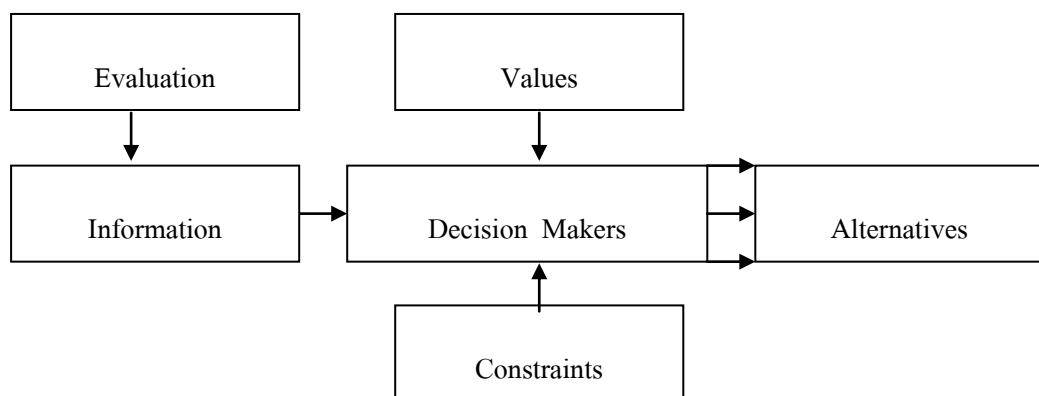 Evaluation
Values
Information
Decision Makers
Alternatives
Constraints